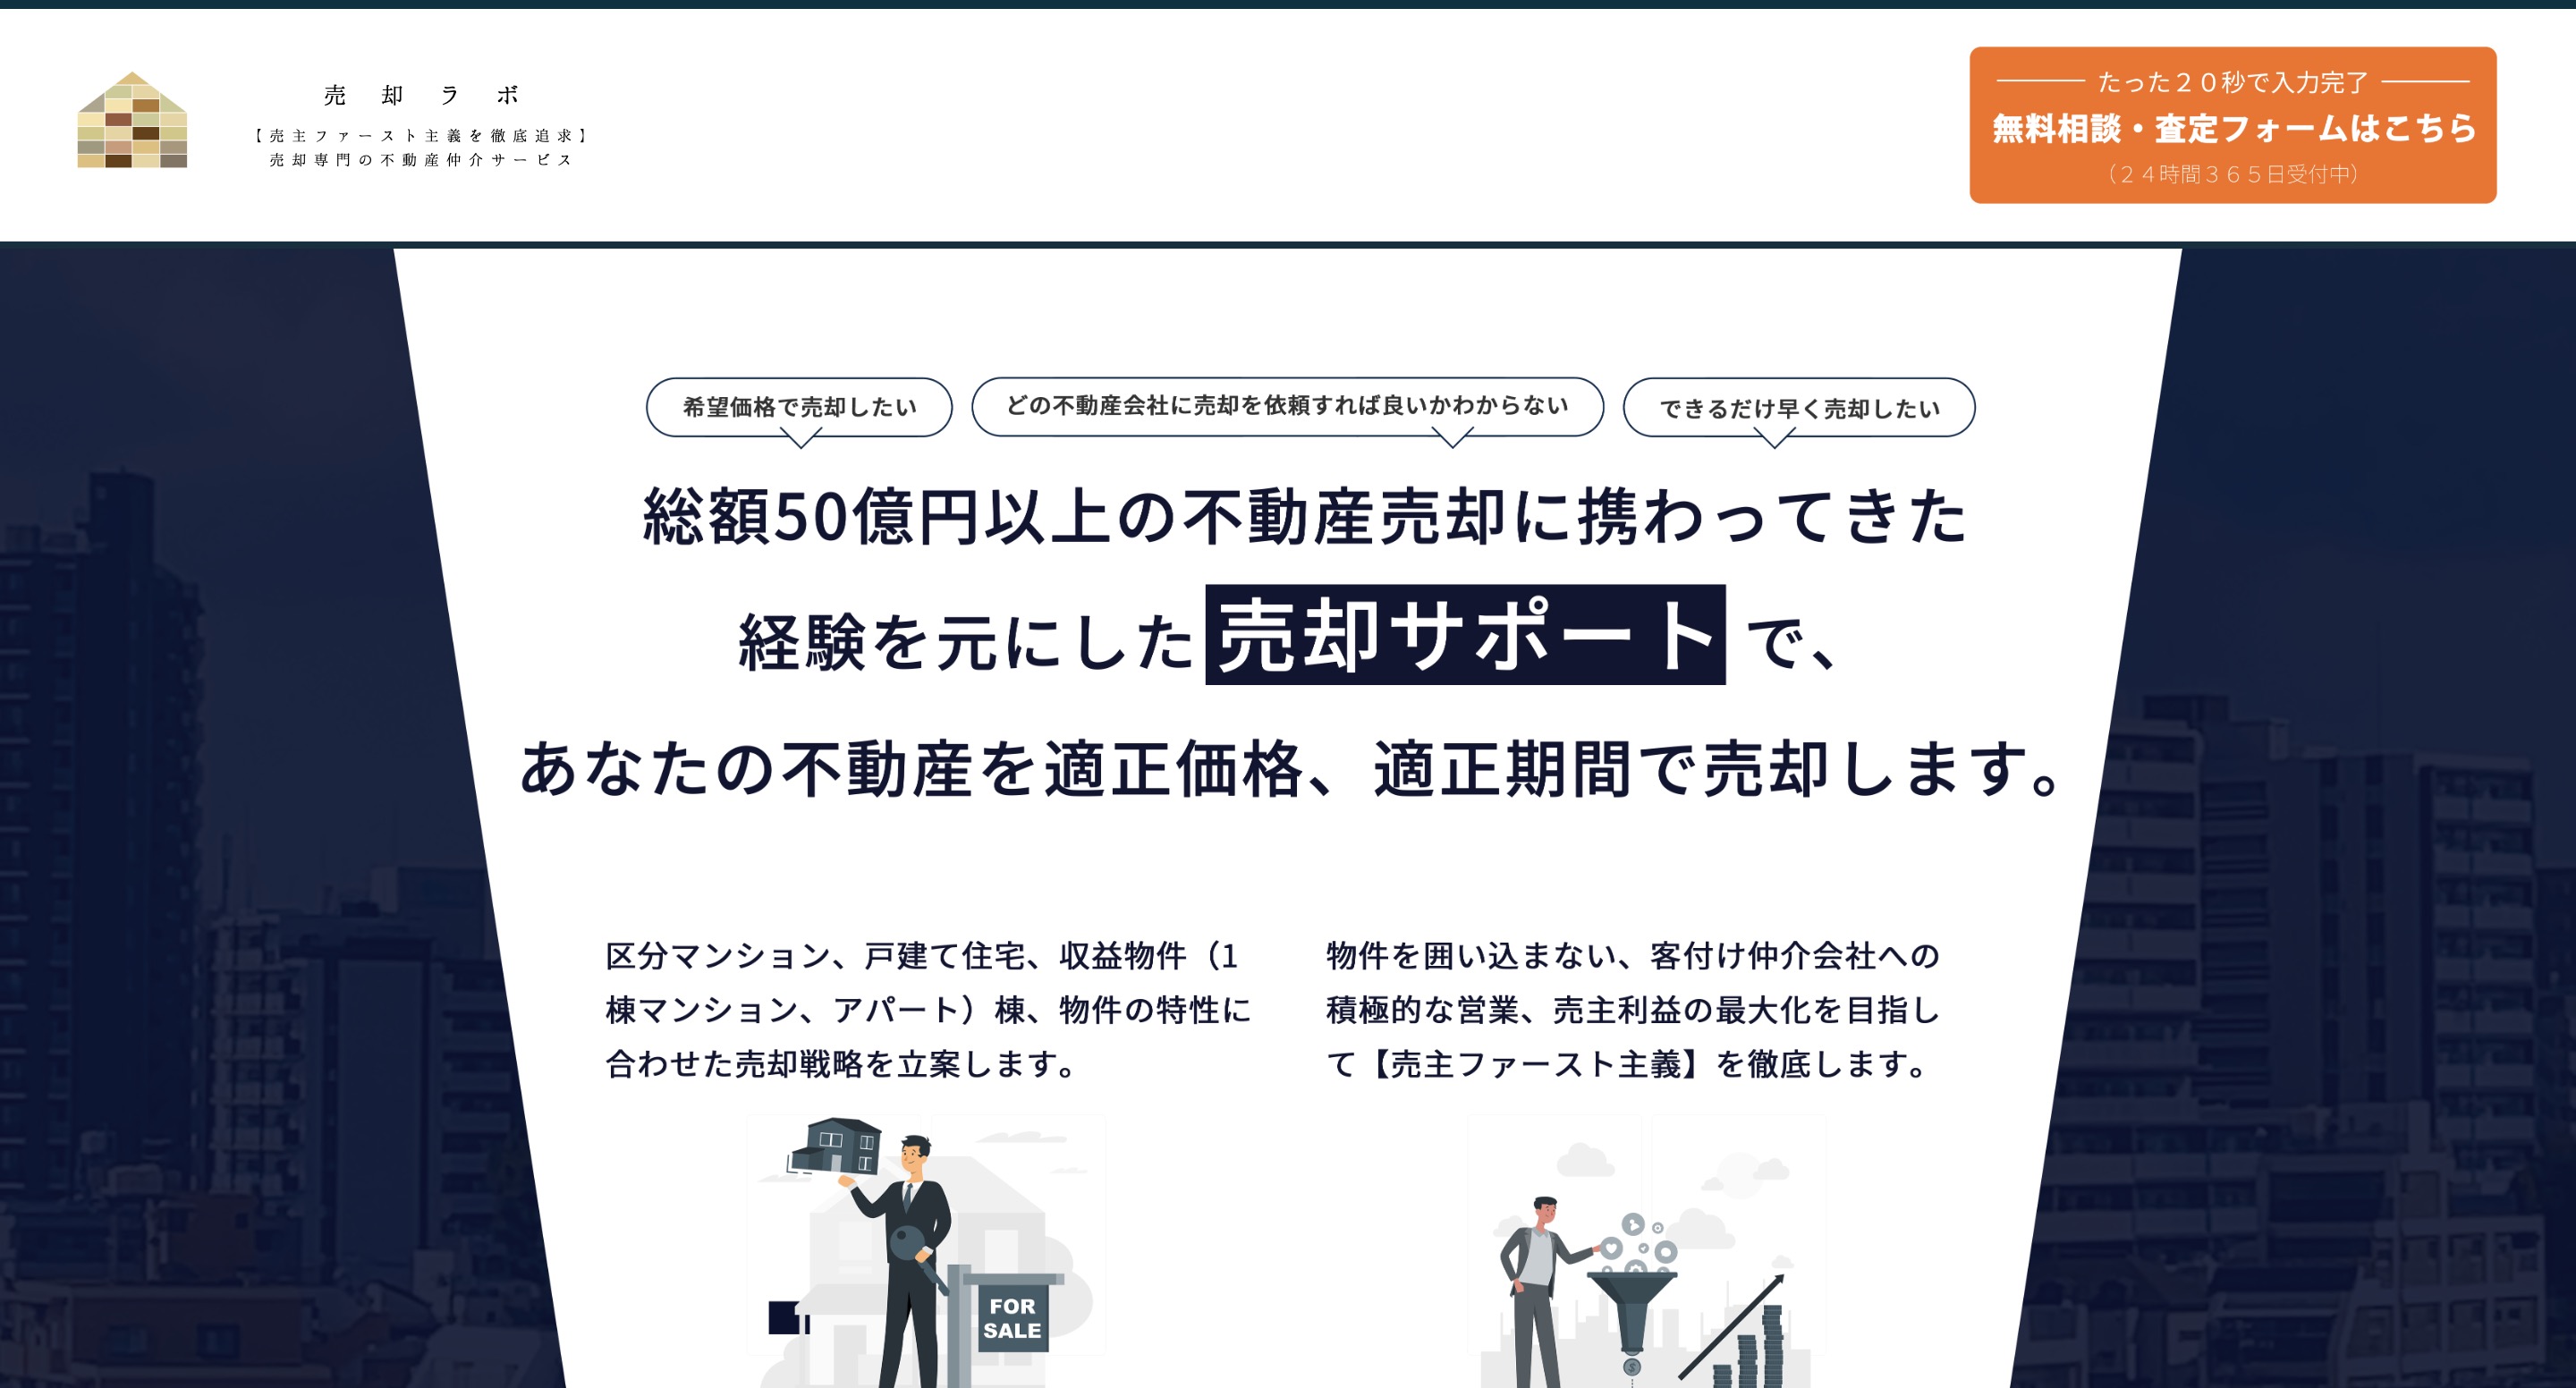 売却ラボ
【売主ファースト主義を徹底追求】
売却専門の不動産仲介サービス
たった２０秒で入力完了
無料相談・査定フォームはこちら
（２４時間３６５日受付中）
希望価格で売却したい
どの不動産会社に売却を依頼すれば良いかわからない
できるだけ早く売却したい
総額50億円以上の不動産売却に携わってきた
経験を元にした売却サポートで、
あなたの不動産を適正価格、適正期間で売却します。
区分マンション、戸建て住宅、収益物件（1
棟マンション、アパート）棟、物件の特性に
合わせた売却戦略を立案します。
物件を囲い込まない、客付け仲介会社への
積極的な営業、売主利益の最大化を目指し
て【売主ファースト主義】を徹底します。
FOR
SALE
$